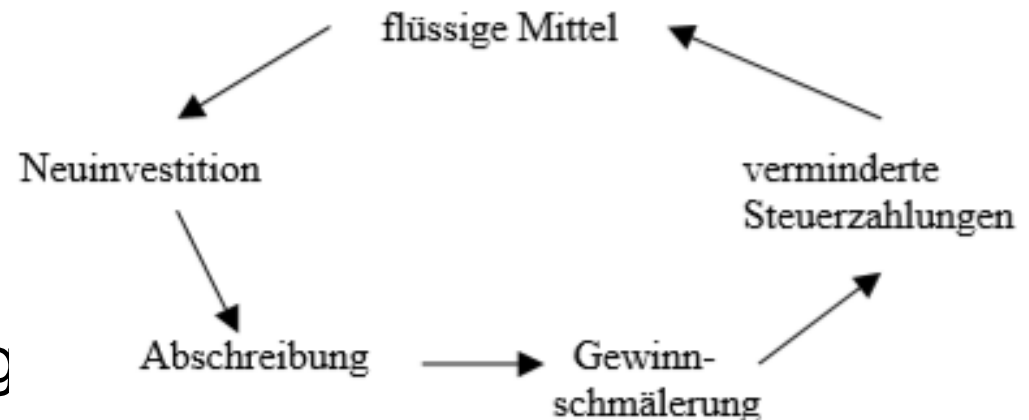 flüssige Mittel
Neuinvestition
verminderte
Steuerzahlungen
g
Abschreibung
Gewinn-
schmälerung